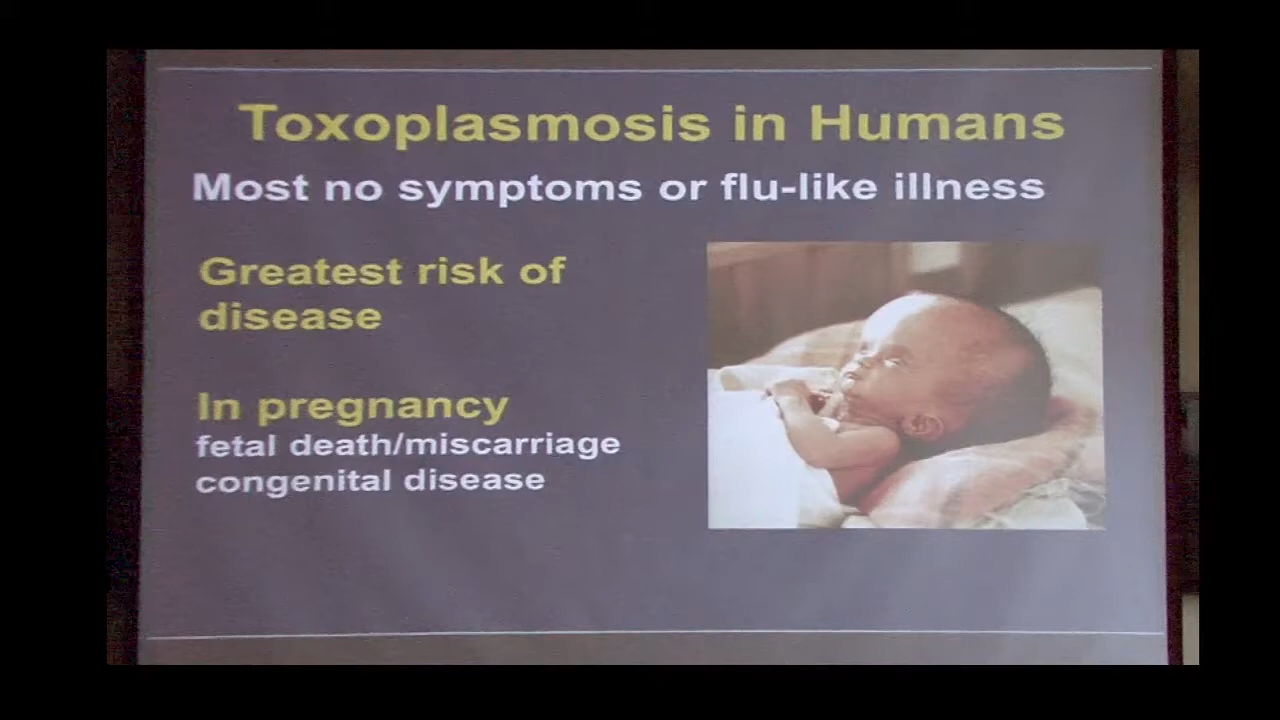 Toxoplasmosis in Humans
Most no symptoms or flu-like illness
Greatest risk of
disease
In pregnancy
fetal death/miscarriage
congenital disease